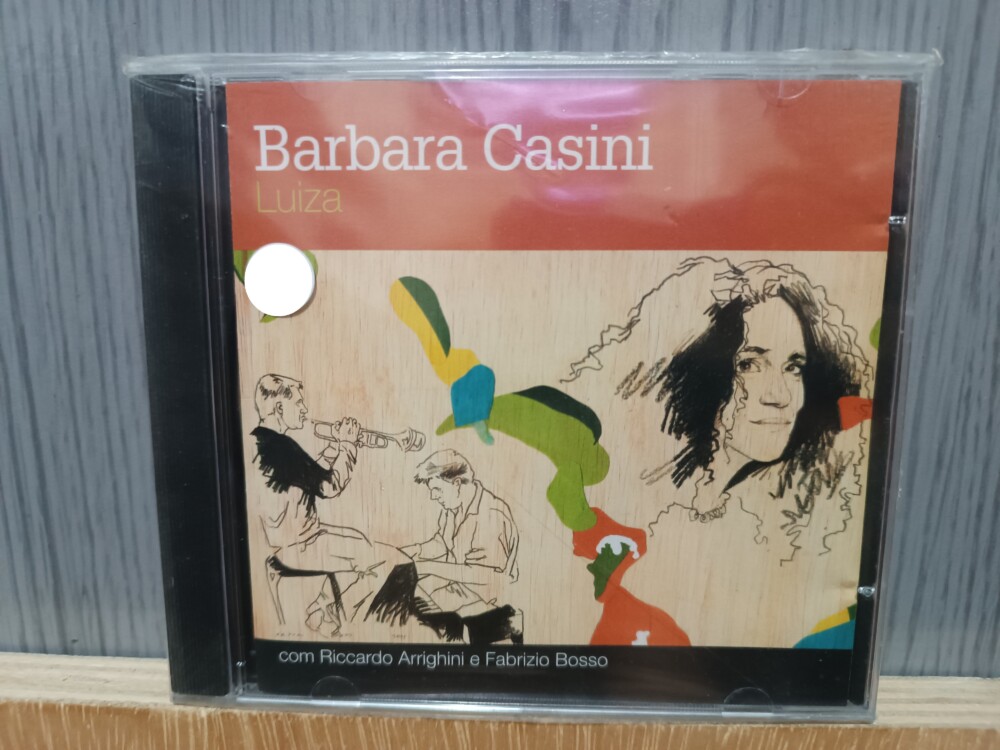 Barbara Casini
Luiza
com Riccardo Arrighini e Fabrizio Bosso